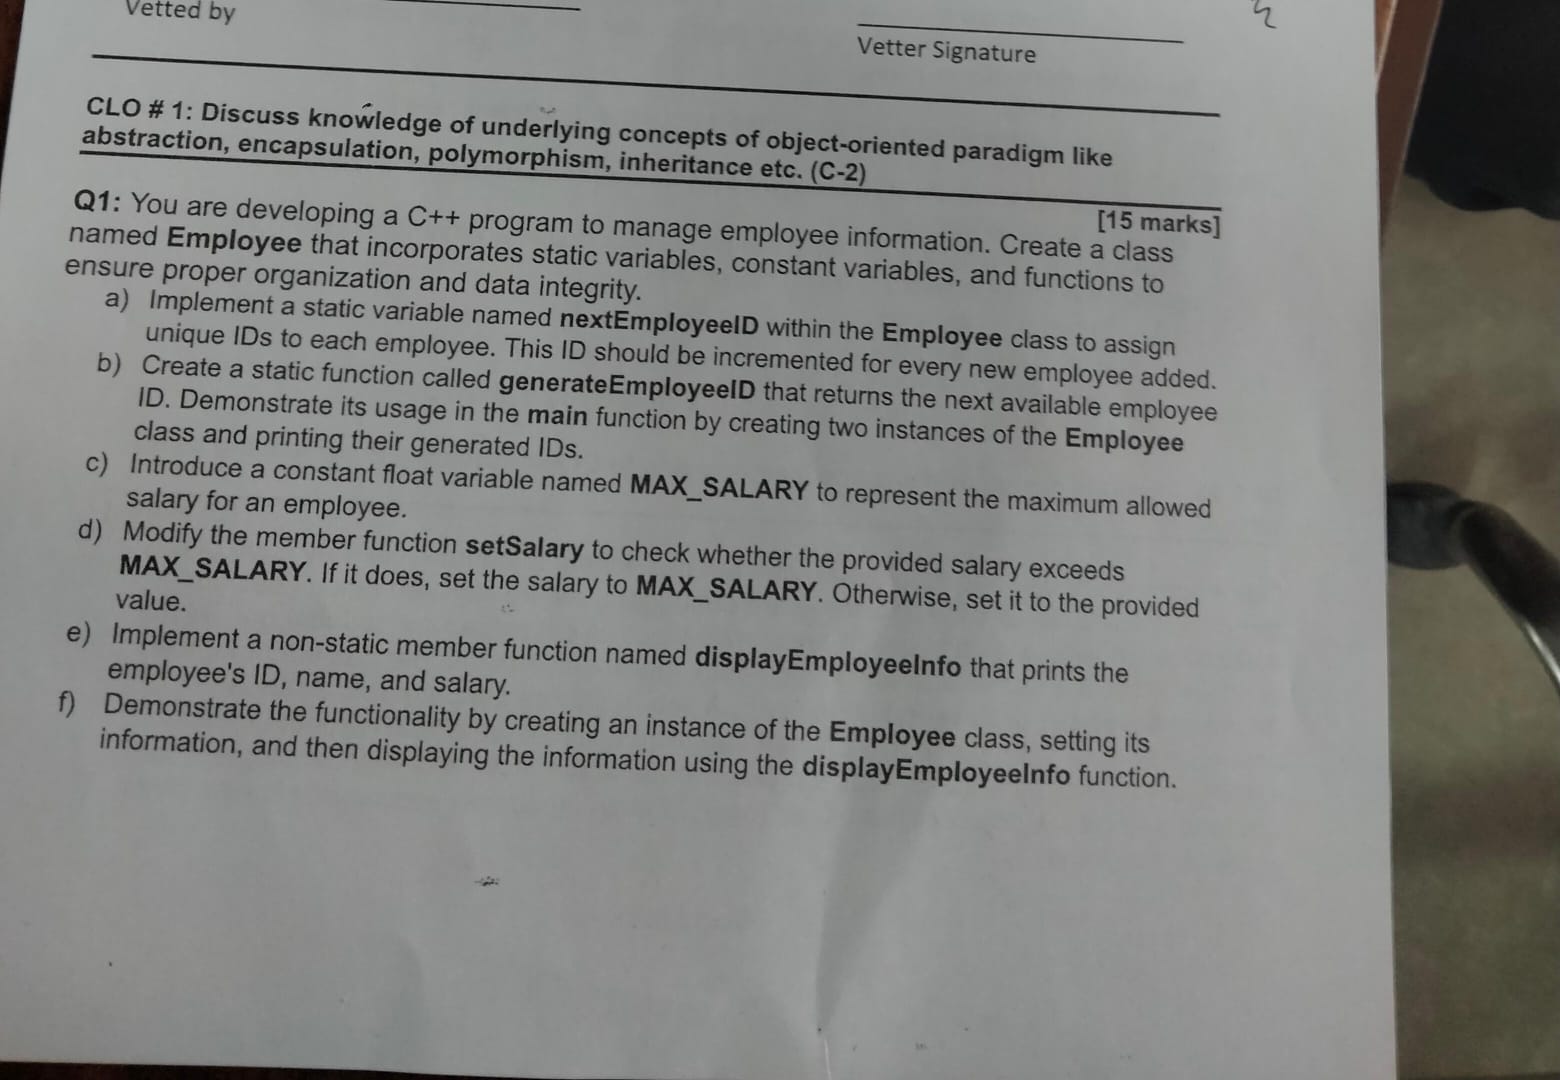 Vetted by
Vetter Signature
CLO # 1: Discuss knowledge of underlying concepts of object-oriented paradigm like
abstraction, encapsulation, polymorphism, inheritance etc. (C-2)
[15 marks]
Q1: You are developing a C++ program to manage employee information. Create a class
named Employee that incorporates static variables, constant variables, and functions to
ensure proper organization and data integrity.
a) Implement a static variable named nextEmployeeID within the Employee class to assign
unique IDs to each employee. This ID should be incremented for every new employee added.
b) Create a static function called generateEmployeeID that returns the next available employee
ID. Demonstrate its usage in the main function by creating two instances of the Employee
class and printing their generated IDs.
c) Introduce a constant float variable named MAX_SALARY to represent the maximum allowed
salary for an employee.
d) Modify the member function setSalary to check whether the provided salary exceeds
MAX_SALARY. If it does, set the salary to MAX_SALARY. Otherwise, set it to the provided
value.
e) Implement a non-static member function named displayEmployeeInfo that prints the
employee's ID, name, and salary.
f) Demonstrate the functionality by creating an instance of the Employee class, setting its
information, and then displaying the information using the displayEmployeeInfo function.